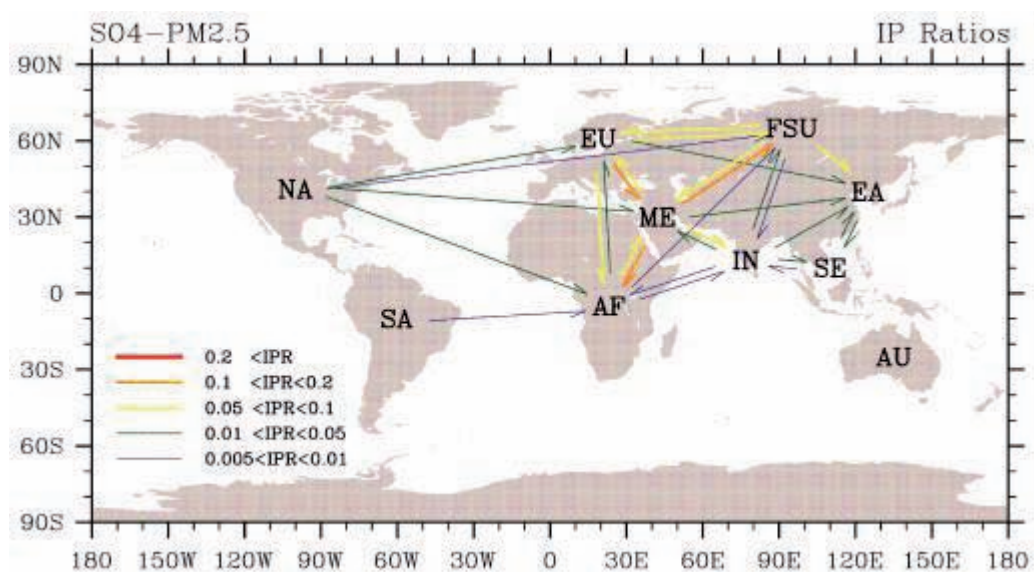 SO4-PM2.5 IP Ratios
90N
60N
30N
0
30S
60S
90S
EU
FSU
NA
ME
EA
IN
SE
AF
SA
AU
0.2 <IPR
0.1 <IPR<0.2
0.05 <IPR<0.1
0.01 <IPR<0.05
0.005<IPR<0.01
180 150W 120W 90W 60W 30W 0 30E 60E 90E 120E 150E 180